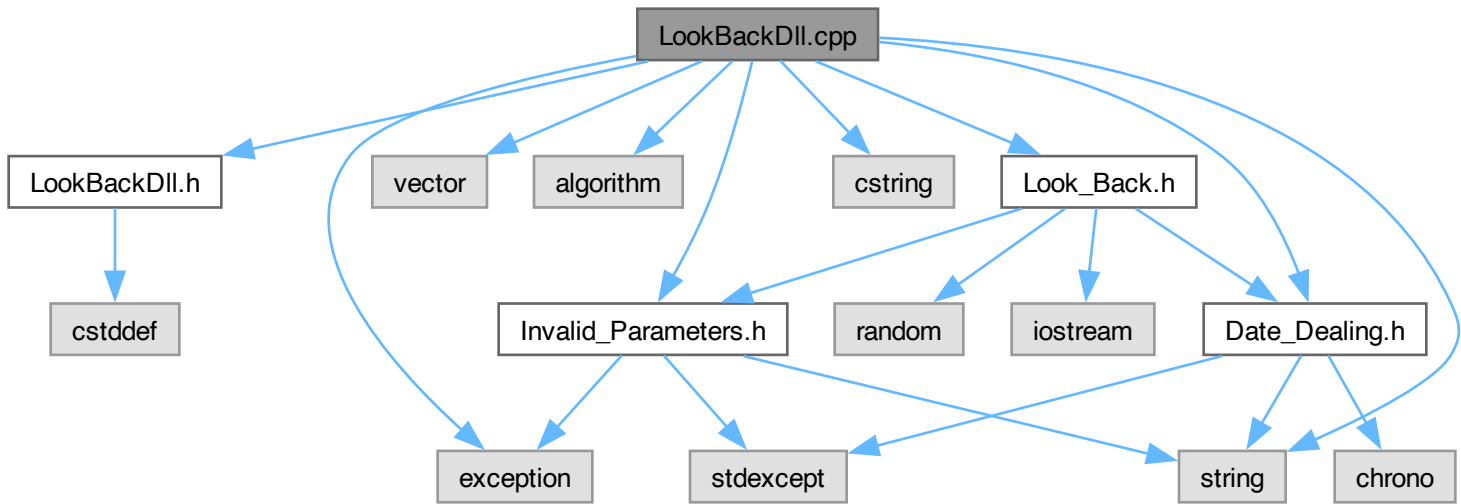 LookBackDll.cpp
LookBackDll.h
vector
algorithm
cstring
Look_Back.h
cstddef
Invalid_Parameters.h
random
iostream
Date_Dealing.h
exception
stdexcept
string
chrono